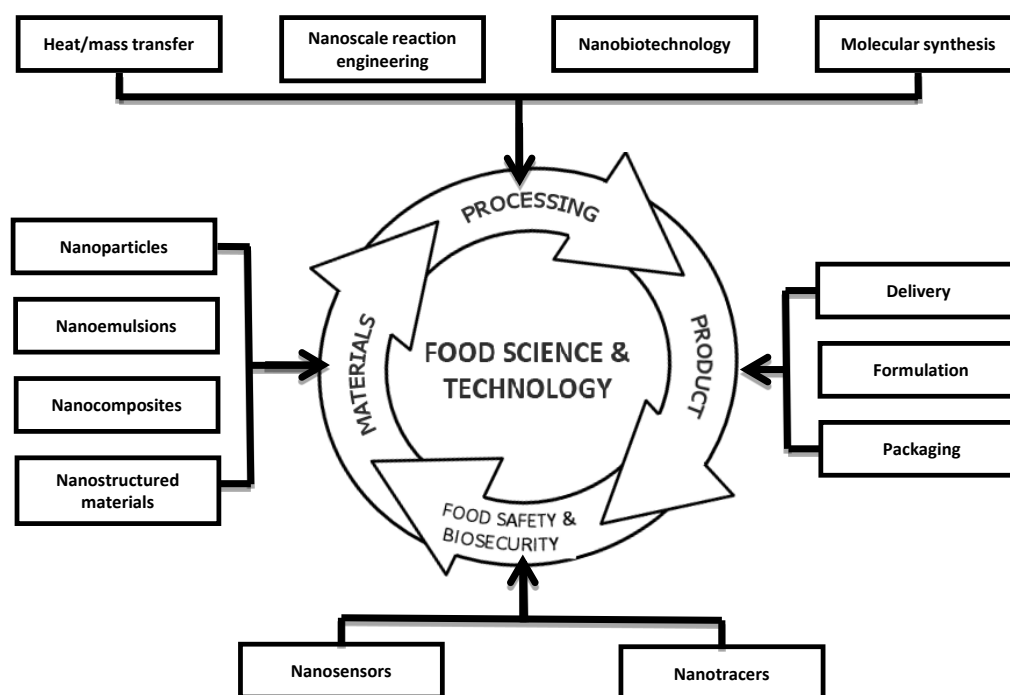 Heat/mass transfer
Nanoscale reaction
engineering
Nanobiotechnology
Molecular synthesis
PROCESSING
Nanoparticles
Nanoemulsions
Nanocomposites
Nanostructured
materials
MATERIALS
FOOD SCIENCE &
TECHNOLOGY
PRODUCT
Delivery
Formulation
Packaging
FOOD SAFETY &
BIOSECURITY
Nanosensors
Nanotracers